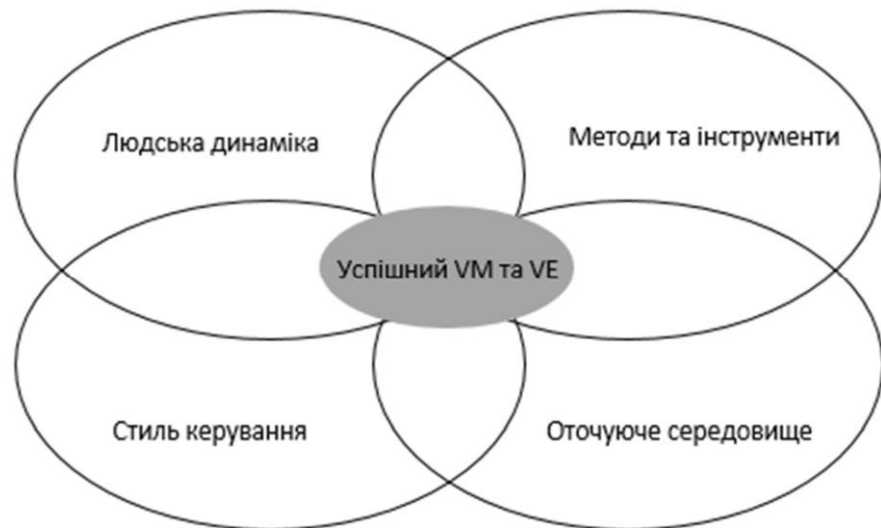 Людська динаміка
Методи та інструменти
Успішний VM та VE
Стиль керування
Оточуюче середовище